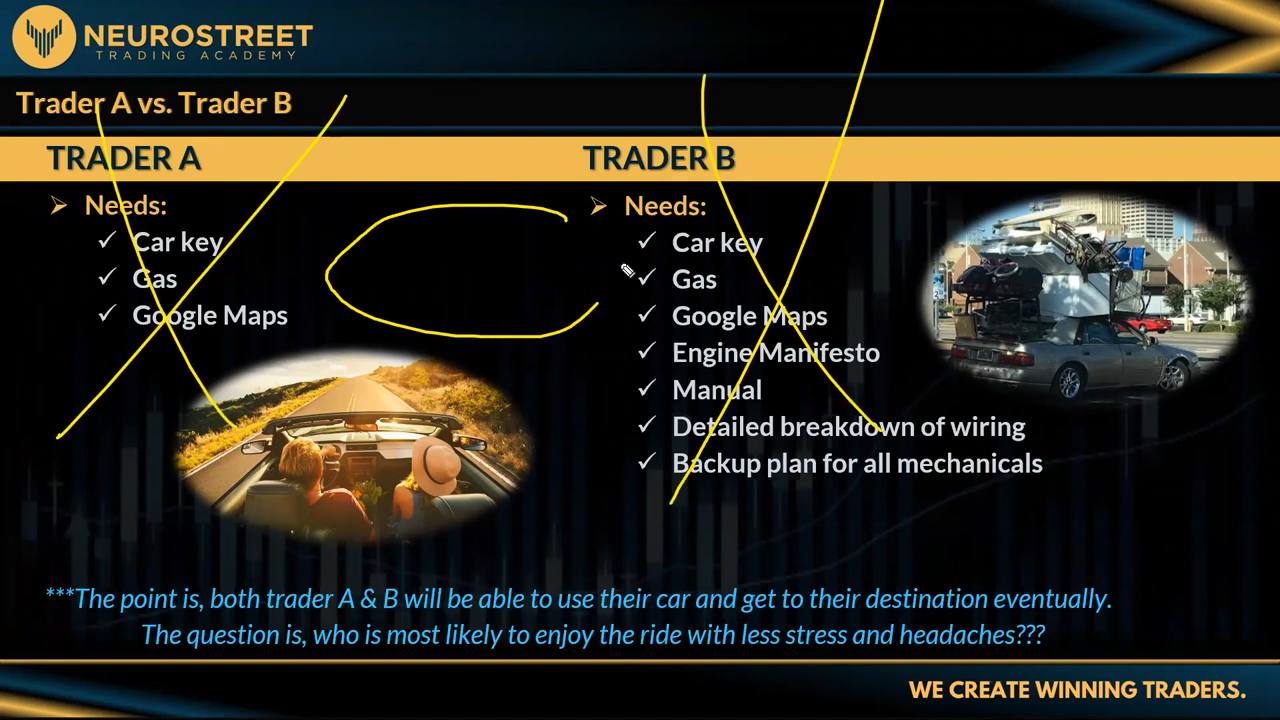 NEUROSTREET
TRADING ACADEMY
Trader A vs. Trader B
TRADER A
Needs:
Car key
Gas
Google Maps
TRADER B
Needs:
Car key
Gas
Google Maps
Engine Manifesto
Manual
Detailed breakdown of wiring
Backup plan for all mechanicals
***The point is, both trader A & B will be able to use their car and get to their destination eventually.
The question is, who is most likely to enjoy the ride with less stress and headaches???
WE CREATE WINNING TRADERS.